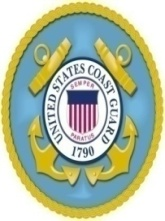 UNITED STATES COAST GUARD
SEMPER
PARATUS
1790